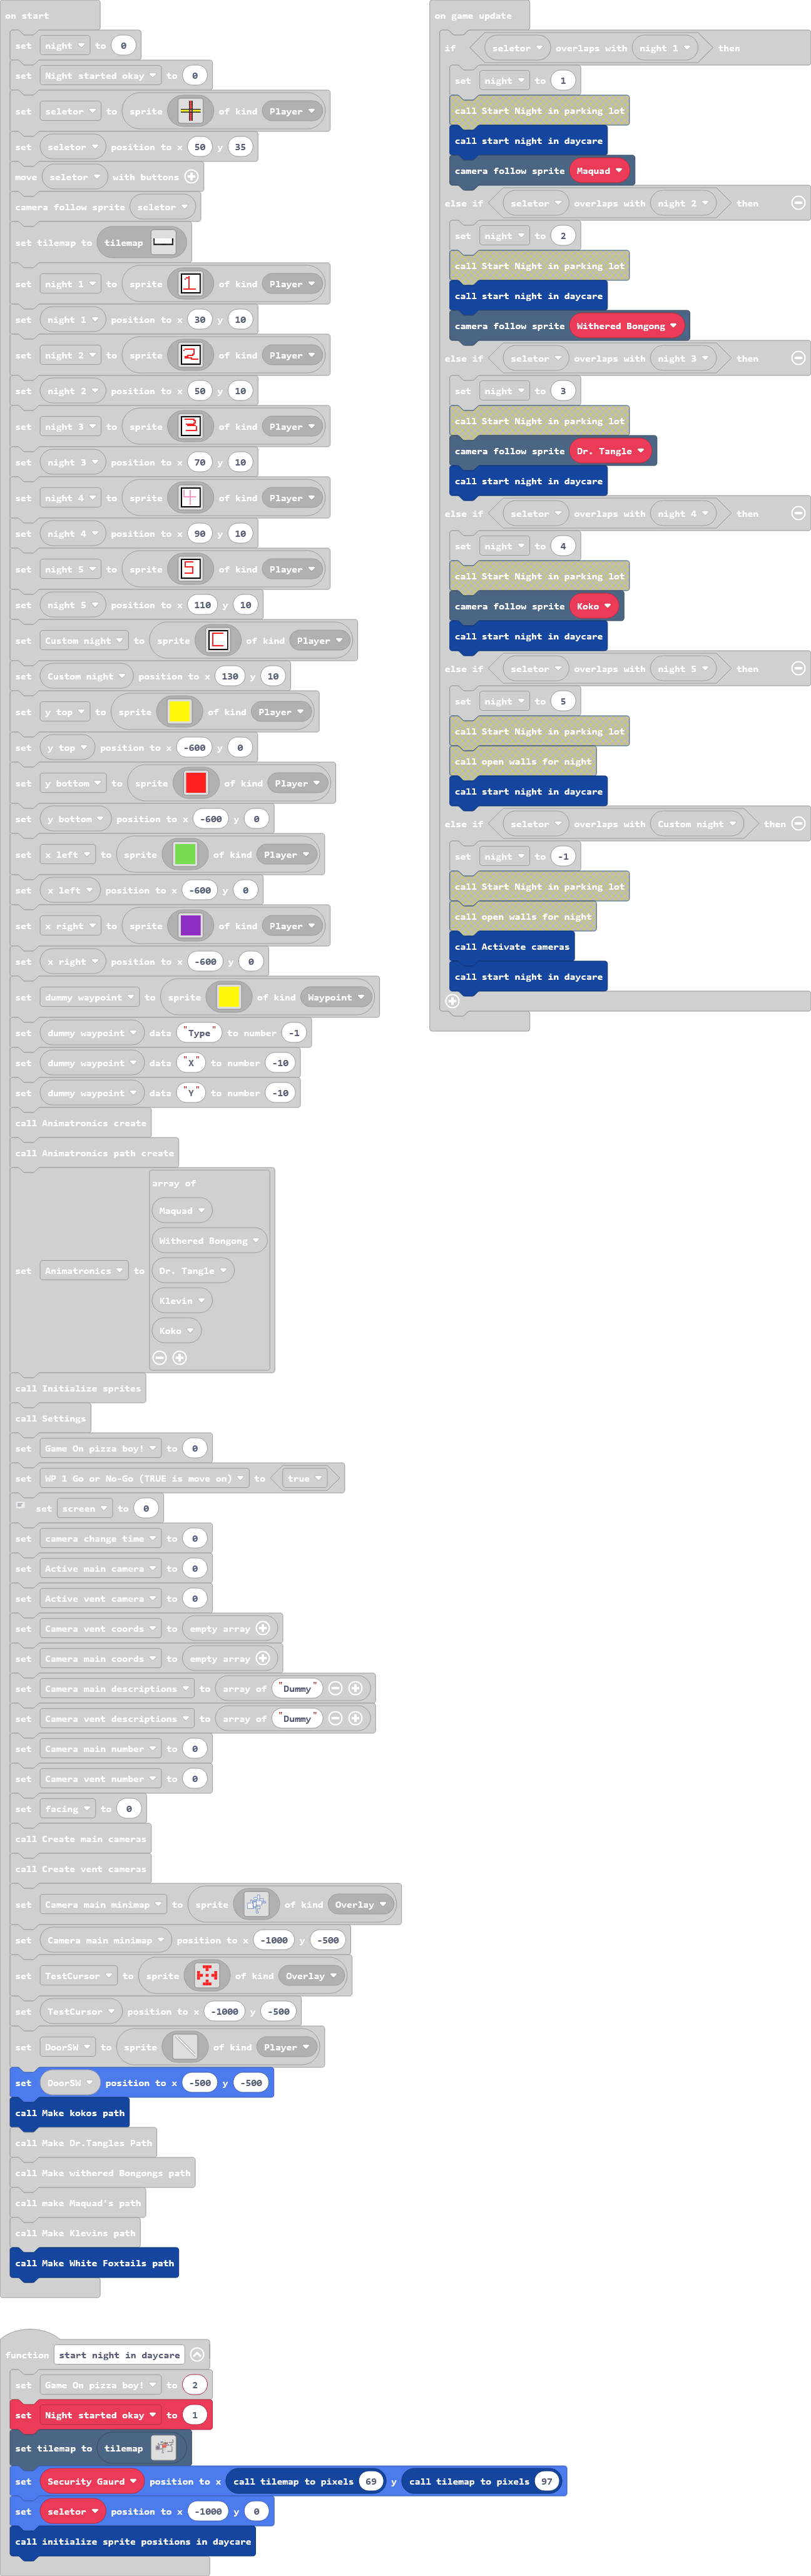 on start
set night to 0
set Night started okay to 0
set seletor to sprite of kind Player
set seletor position to x 50 y 35
move seletor with buttons
camera follow sprite seletor
set tilemap to tilemap
set night 1 to sprite of kind Player
set night 1 position to x 30 y 10
set night 2 to sprite of kind Player
set night 2 position to x 50 y 10
set night 3 to sprite of kind Player
set night 3 position to x 70 y 10
set night 4 to sprite of kind Player
set night 4 position to x 90 y 10
set night 5 to sprite of kind Player
set night 5 position to x 110 y 10
set Custom night to sprite of kind Player
set Custom night position to x 130 y 10
set y top to sprite of kind Player
set y top position to x -600 y 0
set y bottom to sprite of kind Player
set y bottom position to x -600 y 0
set x left to sprite of kind Player
set x left position to x -600 y 0
set x right to sprite of kind Player
set x right position to x -600 y 0
set dummy waypoint to sprite of kind Waypoint
set dummy waypoint data "Type" to number -1
set dummy waypoint data "X" to number -10
set dummy waypoint data "Y" to number -10
call Animatronics create
call Animatronics path create
set Animatronics to array of
Maquad
Withered Bongong
Dr. Tangle
Klevin
Koko
call Initialize sprites
call Settings
set Game On pizza boy! to 0
set WP 1 Go or No-Go (TRUE is move on) to true
set screen to 0
set camera change time to 0
set Active main camera to 0
set Active vent camera to 0
set Camera vent coords to empty array
set Camera main coords to empty array
set Camera main descriptions to array of "Dummy"
set Camera vent descriptions to array of "Dummy"
set Camera main number to 0
set Camera vent number to 0
set facing to 0
call Create main cameras
call Create vent cameras
set Camera main minimap to sprite of kind Overlay
set Camera main minimap position to x -1000 y -500
set TestCursor to sprite of kind Overlay
set TestCursor position to x -1000 y -500
set DoorSW to sprite of kind Player
set DoorSW position to x -500 y -500
call Make kokos path
call Make Dr.Tangles Path
call Make withered Bongongs path
call make Maquad's path
call Make Klevins path
call Make White Foxtails path
on game update
if seletor overlaps with night 1 then
set night to 1
call Start Night in parking lot
call start night in daycare
camera follow sprite Maquad
else if seletor overlaps with night 2 then
set night to 2
call Start Night in parking lot
call start night in daycare
camera follow sprite Withered Bongong
else if seletor overlaps with night 3 then
set night to 3
call Start Night in parking lot
camera follow sprite Dr. Tangle
call start night in daycare
else if seletor overlaps with night 4 then
set night to 4
call Start Night in parking lot
camera follow sprite Koko
call start night in daycare
else if seletor overlaps with night 5 then
set night to 5
call Start Night in parking lot
call open walls for night
call start night in daycare
else if seletor overlaps with Custom night then
set night to -1
call Start Night in parking lot
call open walls for night
call Activate cameras
call start night in daycare
function start night in daycare
set Game On pizza boy! to 2
set Night started okay to 1
set tilemap to tilemap
set Security Gaurd position to x call tilemap to pixels 69 y call tilemap to pixels 97
set seletor position to x -1000 y 0
call initialize sprite positions in daycare